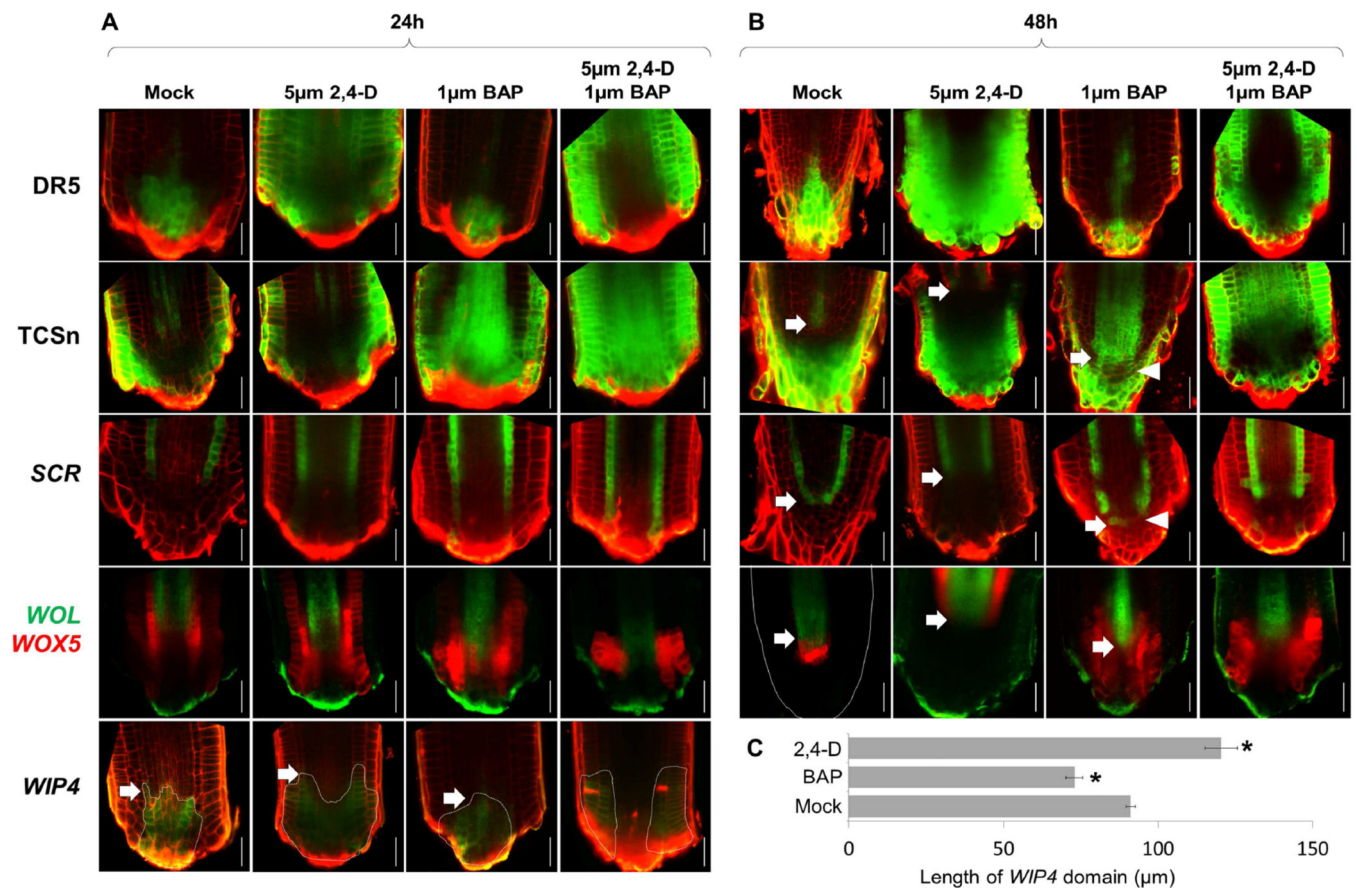 A
24h
Mock
5µm 2,4-D
1µm BAP
5µm 2,4-D
1µm BAP
DR5
TCSn
SCR
WOL
WOX5
WIP4
B
48h
Mock
5µm 2,4-D
1µm BAP
5µm 2,4-D
1µm BAP
C
2,4-D
*
BAP
*
Mock
0
50
100
150
Length of WIP4 domain (µm)